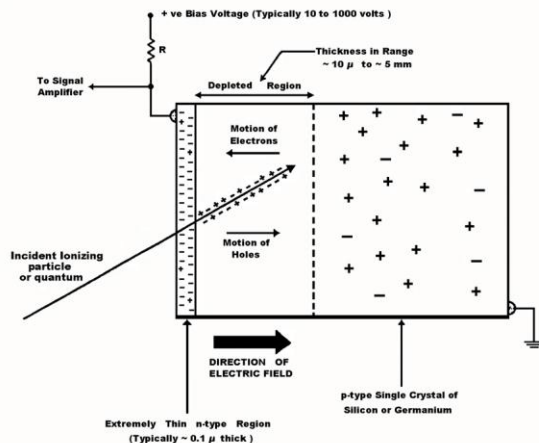 + ve Bias Voltage (Typically 10 to 1000 volts )
R
Thickness in Range
~ 10 μ to ~ 5 mm
To Signal
Amplifier
Depleted Region
Motion of
Electrons
Motion of
Holes
Incident Ionizing
particle
or quantum
DIRECTION OF
ELECTRIC FIELD
p-type Single Crystal of
Silicon or Germanium
Extremely Thin n-type Region
(Typically ~ 0.1 μ thick )